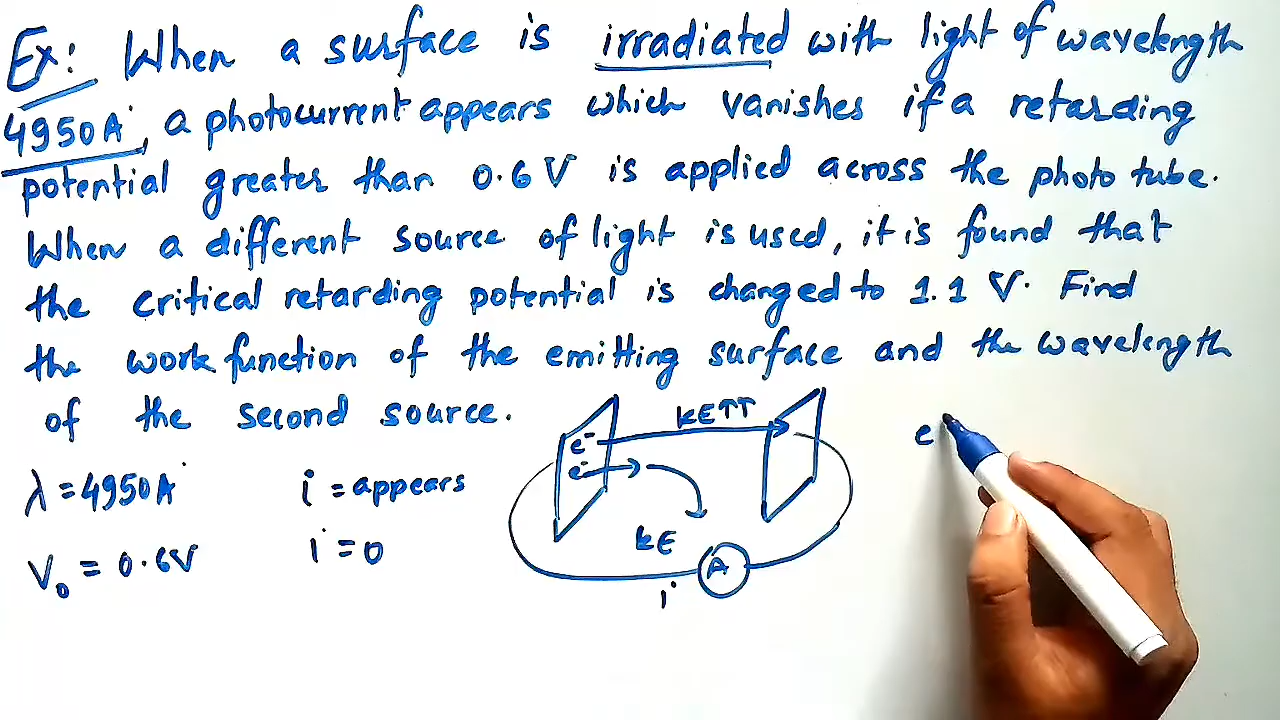 Ex: When a surface is irradiated with light of wavelength
4950A°, a photocurrent appears which vanishes if a retarding
potential greater than 0.6 V is applied across the photo tube.
When a different source of light is used, it is found that
the critical retarding potential is changed to 1.1 V. Find
the work function of the emitting surface and the wavelength
of the second source.
KE↑↑
e⁻
e⁻
e
λ = 4950A° i = appears
V₀ = 0.6V i = 0
KE
A
i